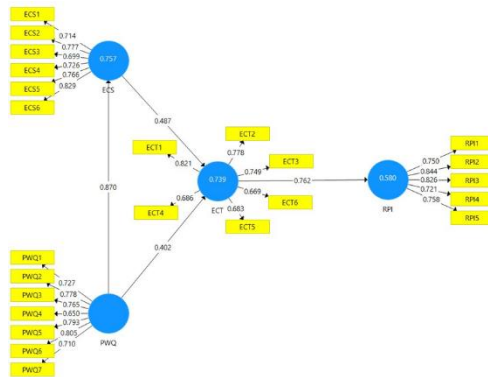 ECS1
ECS2
ECS3
ECS4
ECS5
ECS6
0.714
0.777
0.699
0.726
0.766
0.829
0.757
ECS
0.487
ECT1
ECT2
ECT3
ECT4
ECT5
ECT6
0.821
0.778
0.749
0.686
0.683
0.669
0.739
ECT
0.762
RPI1
RPI2
RPI3
RPI4
RPI5
0.750
0.844
0.826
0.721
0.758
0.580
RPI
0.870
0.402
PWQ1
PWQ2
PWQ3
PWQ4
PWQ5
PWQ6
PWQ7
0.727
0.778
0.765
0.650
0.793
0.805
0.710
PWQ